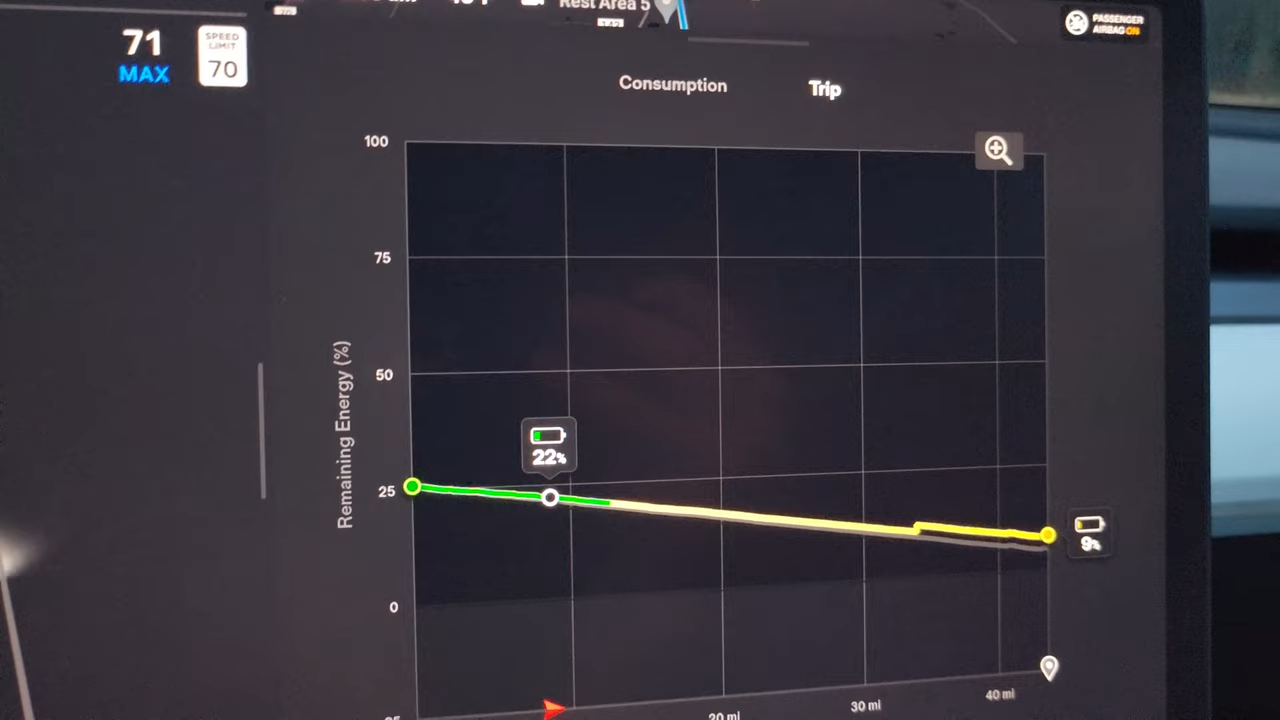 Rest Area 5
71
MAX
SPEED
LIMIT
70
PASSENGER
AIRBAG ON
Consumption
Trip
100
75
50
25
0
Remaining Energy (%)
22%
9%
20 mi
30 mi
40 mi